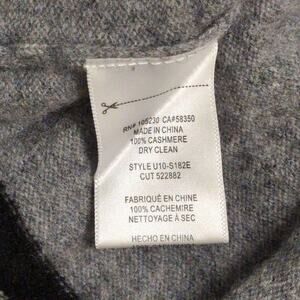 RN# 105230 CA#58350
MADE IN CHINA
100% CASHMERE
DRY CLEAN
STYLE U10-S182E
CUT 522882
FABRIQUÉ EN CHINE
100% CACHEMIRE
NETTOYAGE À SEC
HECHO EN CHINA